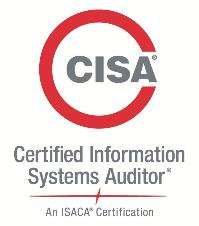 CISA®
Certified Information
Systems Auditor®
An ISACA® Certification